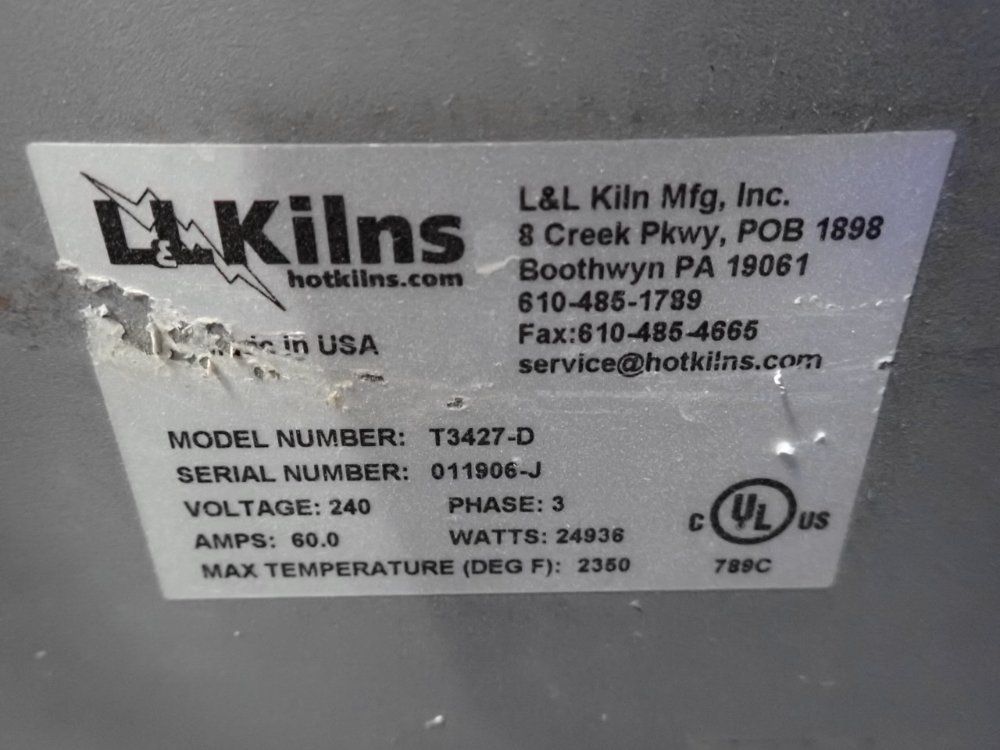 L&L Kilns
hotkilns.com
in USA
L&L Kiln Mfg, Inc.
8 Creek Pkwy, POB 1898
Boothwyn PA 19061
610-485-1789
Fax:610-485-4665
service@hotkilns.com
MODEL NUMBER: T3427-D
SERIAL NUMBER: 011906-J
VOLTAGE: 240 PHASE: 3
AMPS: 60.0 WATTS: 24936
MAX TEMPERATURE (DEG F): 2350
C UL US
789C